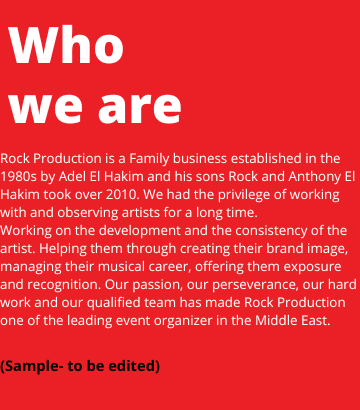 Who
we are
Rock Production is a Family business established in the
1980s by Adel El Hakim and his sons Rock and Anthony El
Hakim took over 2010. We had the privilege of working
with and observing artists for a long time.
Working on the development and the consistency of the
artist. Helping them through creating their brand image,
managing their musical career, offering them exposure
and recognition. Our passion, our perseverance, our hard
work and our qualified team has made Rock Production
one of the leading event organizer in the Middle East.
(Sample- to be edited)